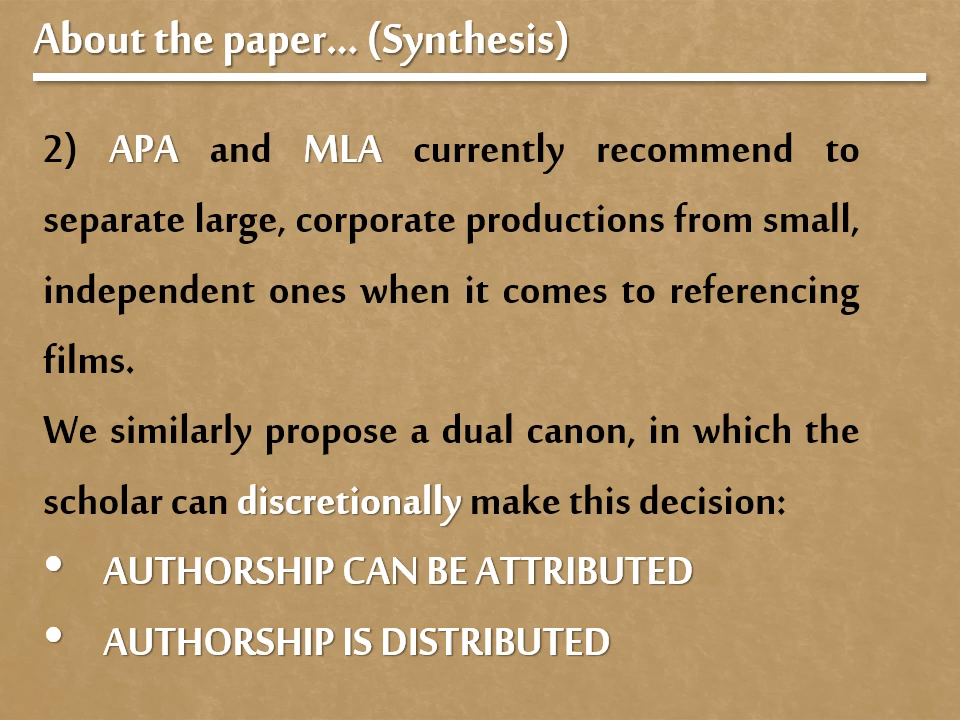 About the paper... (Synthesis)
2) APA and MLA currently recommend to
separate large, corporate productions from small,
independent ones when it comes to referencing
films.
We similarly propose a dual canon, in which the
scholar can discretionally make this decision:
• AUTHORSHIP CAN BE ATTRIBUTED
• AUTHORSHIP IS DISTRIBUTED